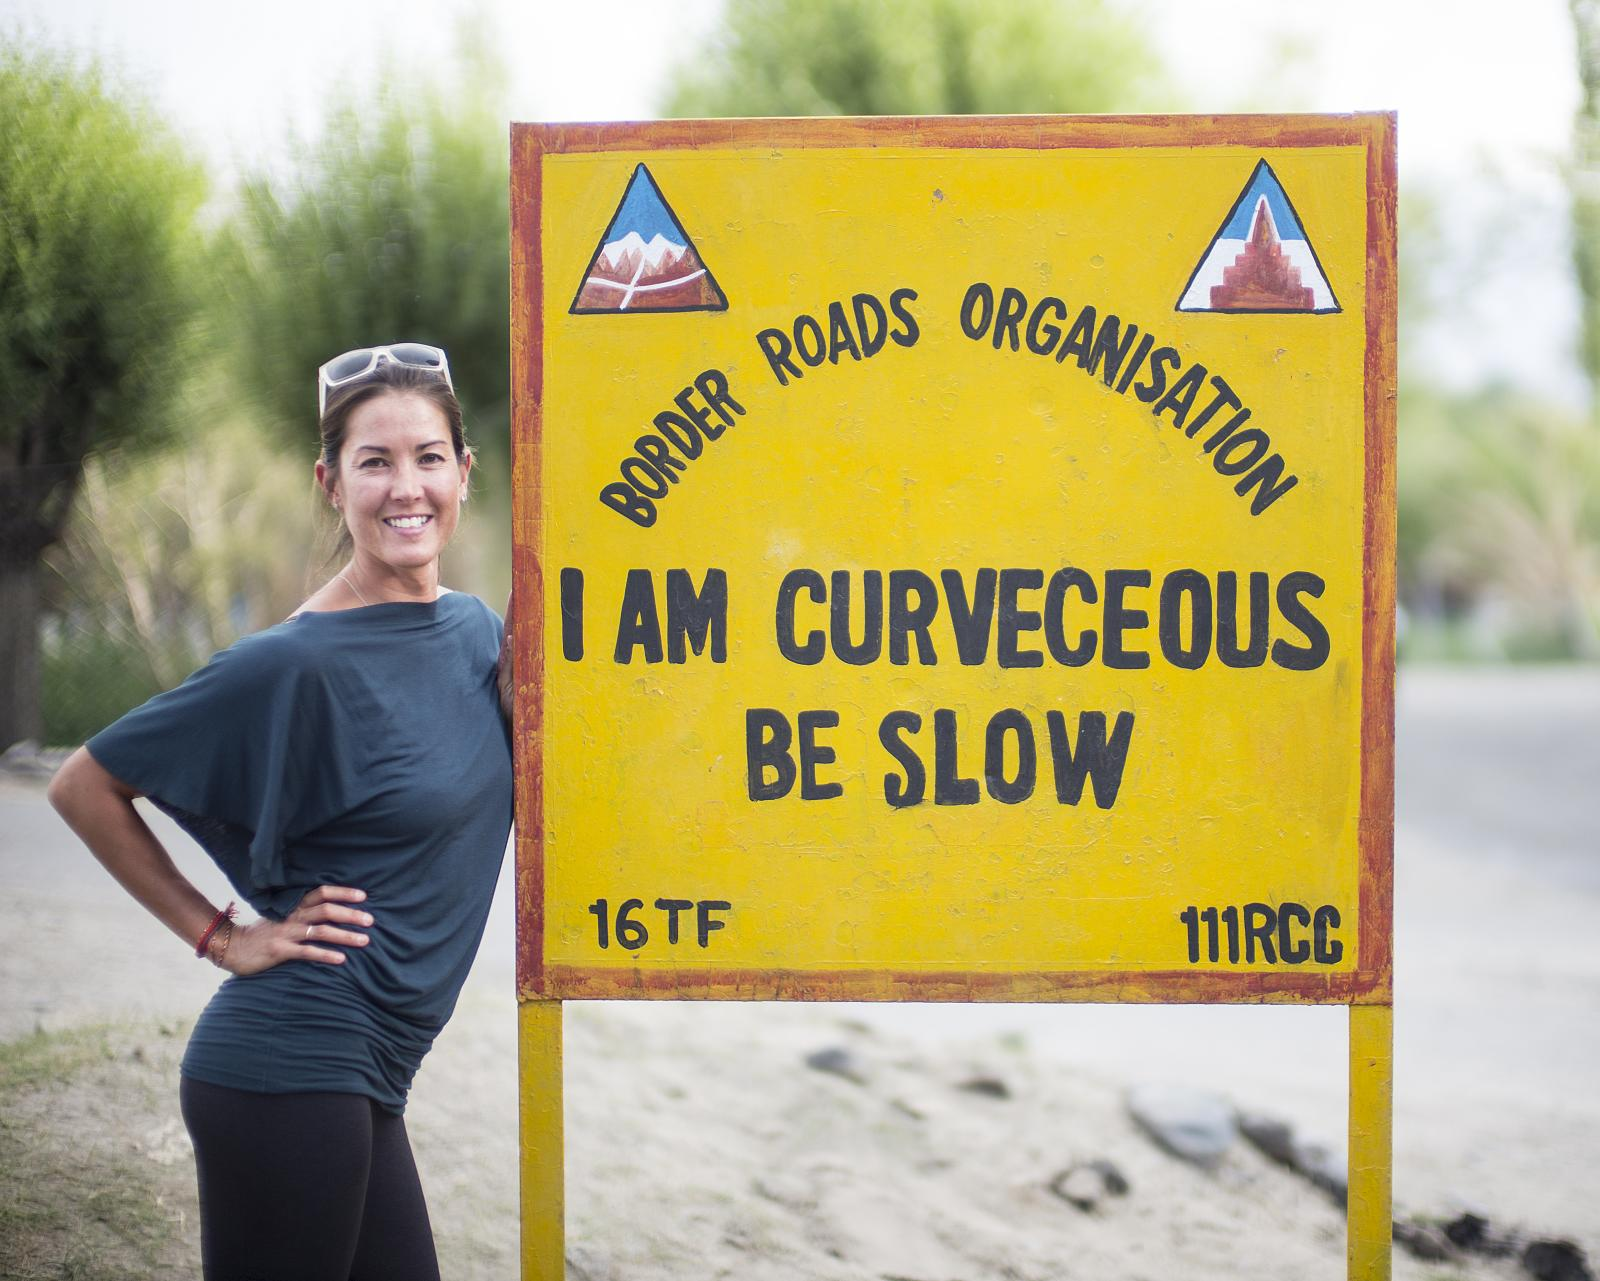 BORDER ROADS ORGANISATION
I AM CURVECEOUS
BE SLOW
16TF 111RCC